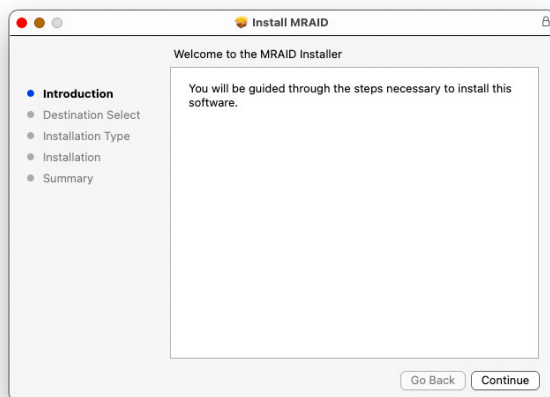 Install MRAID
Welcome to the MRAID Installer
Introduction
Destination Select
Installation Type
Installation
Summary
You will be guided through the steps necessary to install this
software.
Go Back
Continue